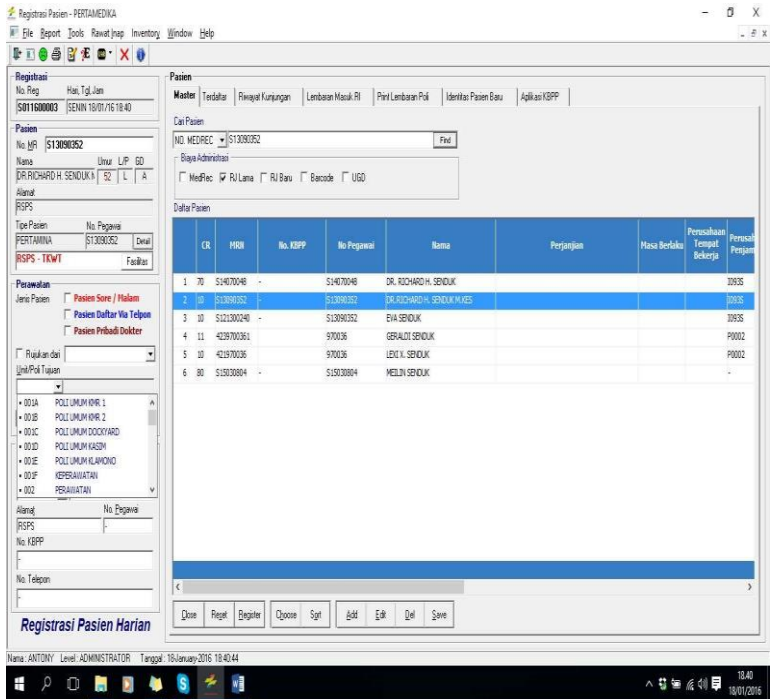 Registrasi Pasien - PERTAMEDIKA
File Report Tools Rawat Inap Inventory Window Help
Registrasi
No. Reg Hari, Tgl, Jam
S011600003 SENIN 18/01/16 18:40
Pasien
No. MR S13090352
Nama Umur L/P GD
DR.RICHARD H. SENDUK M 52 L A
Alamat
RSPS
Tipe Pasien No. Pegawai
PERTAMINA S13090352 Detail
RSPS - TKWT Fasilitas
Perawatan
Jenis Pasien Pasien Sore / Malam
Pasien Daftar Via Telpon
Pasien Pribadi Dokter
Rujukan dari
Unit/Poli Tujuan
• 001A POLI UMUM KMR 1
• 001B POLI UMUM KMR 2
• 001C POLI UMUM DOCKYARD
• 001D POLI UMUM KASIM
• 001E POLI UMUM KLAMONO
• 001F KEPERAWATAN
• 002 PERAWATAN
Alamat No. Pegawai
RSPS -
No. KBPP
-
No. Telepon
-
Registrasi Pasien Harian
Pasien
Master Terdaftar Riwayat Kunjungan Lembaran Masuk RI Print Lembaran Poli Identitas Pasien Baru Aplikasi KBPP
Cari Pasien
NO. MEDREC S13090352 Find
Biaya Administrasi
MedRec RJ Lama RJ Baru Barcode UGD
Daftar Pasien
CR MRN No. KBPP No Pegawai Nama Perjanjian Masa Berlaku Perusahaan Tempat Bekerja Perusah Penjam
1 70 S14070048 - S14070048 DR. RICHARD H. SENDUK I0935
2 10 S13090352 - S13090352 DR.RICHARD H. SENDUK M.KES I0935
3 10 S121300240 - S13090352 EVA SENDUK I0935
4 11 4239700361 970036 GERALDI SENDUK P0002
5 10 421970036 970036 LEXI X. SENDUK P0002
6 80 S15030804 - S15030804 MEILIN SENDUK -
Close Reset Register Choose Sort Add Edit Del Save
Nama : ANTONY Level : ADMINISTRATOR Tanggal : 18-January-2016 18:40:44
18.40
18/01/2016